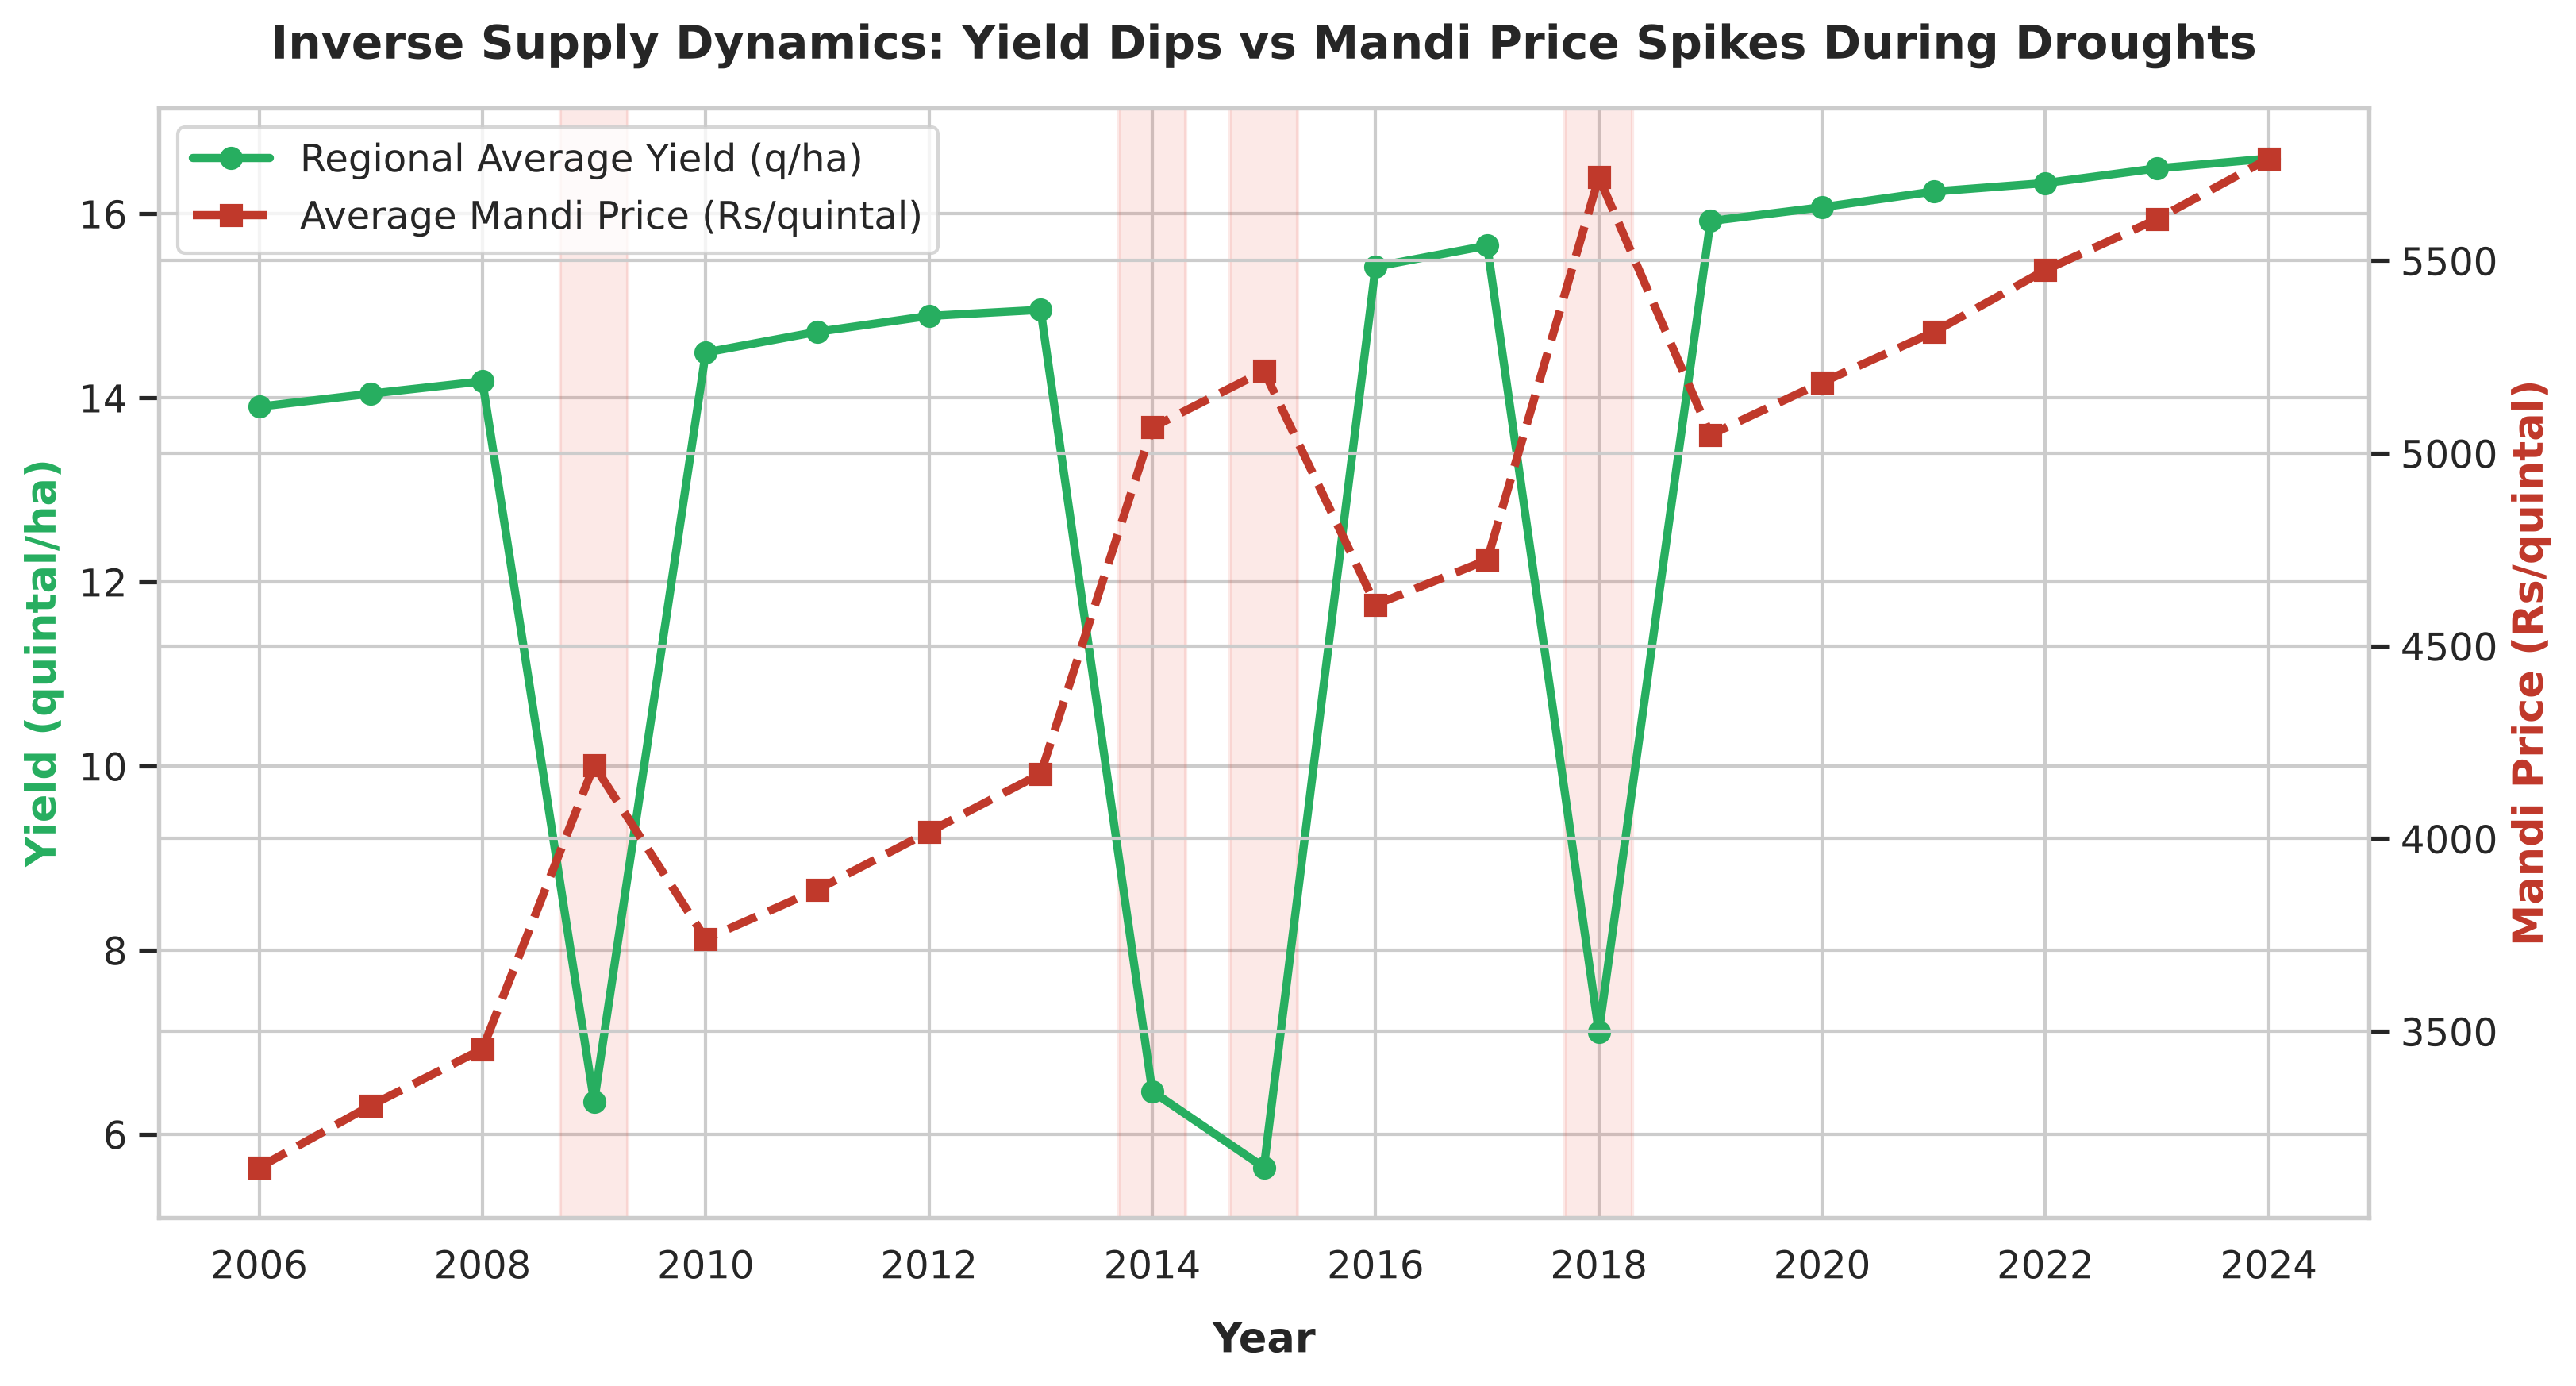 Inverse Supply Dynamics: Yield Dips vs Mandi Price Spikes During Droughts
Regional Average Yield (q/ha)
Average Mandi Price (Rs/quintal)
Yield (quintal/ha)
16
14
12
10
8
6
5500
5000
4500
4000
3500
Mandi Price (Rs/quintal)
2006 2008 2010 2012 2014 2016 2018 2020 2022 2024
Year